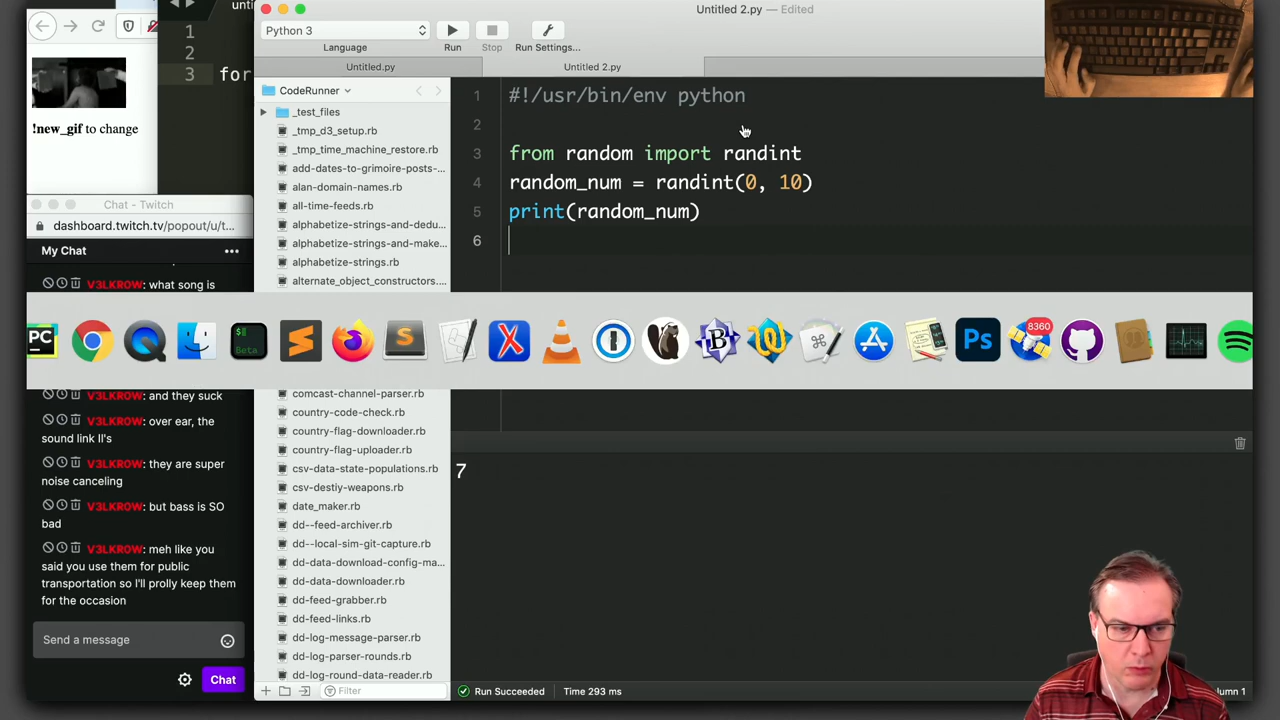 Untitled 2.py — Edited
Python 3
Language
Run
Stop
Run Settings...
Untitled.py
Untitled 2.py
unti
1
2
3
for
!new_gif to change
Chat - Twitch
dashboard.twitch.tv/popout/u/t...
My Chat
V3LKR0W: what song is
V3LKR0W: and they suck
V3LKR0W: over ear, the
sound link II's
V3LKR0W: they are super
noise canceling
V3LKR0W: but bass is SO
bad
V3LKR0W: meh like you
said you use them for public
transportation so I'll prolly keep them
for the occasion
Send a message
Chat
CodeRunner
_test_files
_tmp_d3_setup.rb
_tmp_time_machine_restore.rb
add-dates-to-grimoire-posts-...
alan-domain-names.rb
all-time-feeds.rb
alphabetize-strings-and-dedu...
alphabetize-strings-and-make...
alphabetize-strings.rb
alternate_object_constructors....
comcast-channel-parser.rb
country-code-check.rb
country-flag-downloader.rb
country-flag-uploader.rb
csv-data-state-populations.rb
csv-destiy-weapons.rb
date_maker.rb
dd--feed-archiver.rb
dd--local-sim-git-capture.rb
dd-data-download-config-ma...
dd-data-downloader.rb
dd-feed-grabber.rb
dd-feed-links.rb
dd-log-message-parser.rb
dd-log-parser-rounds.rb
dd-log-round-data-reader.rb
Filter
1 #!/usr/bin/env python
2
3 from random import randint
4 random_num = randint(0, 10)
5 print(random_num)
6
PC
$
Beta
S
X
B
Ps
8360
7
Run Succeeded
Time 293 ms
umn 1